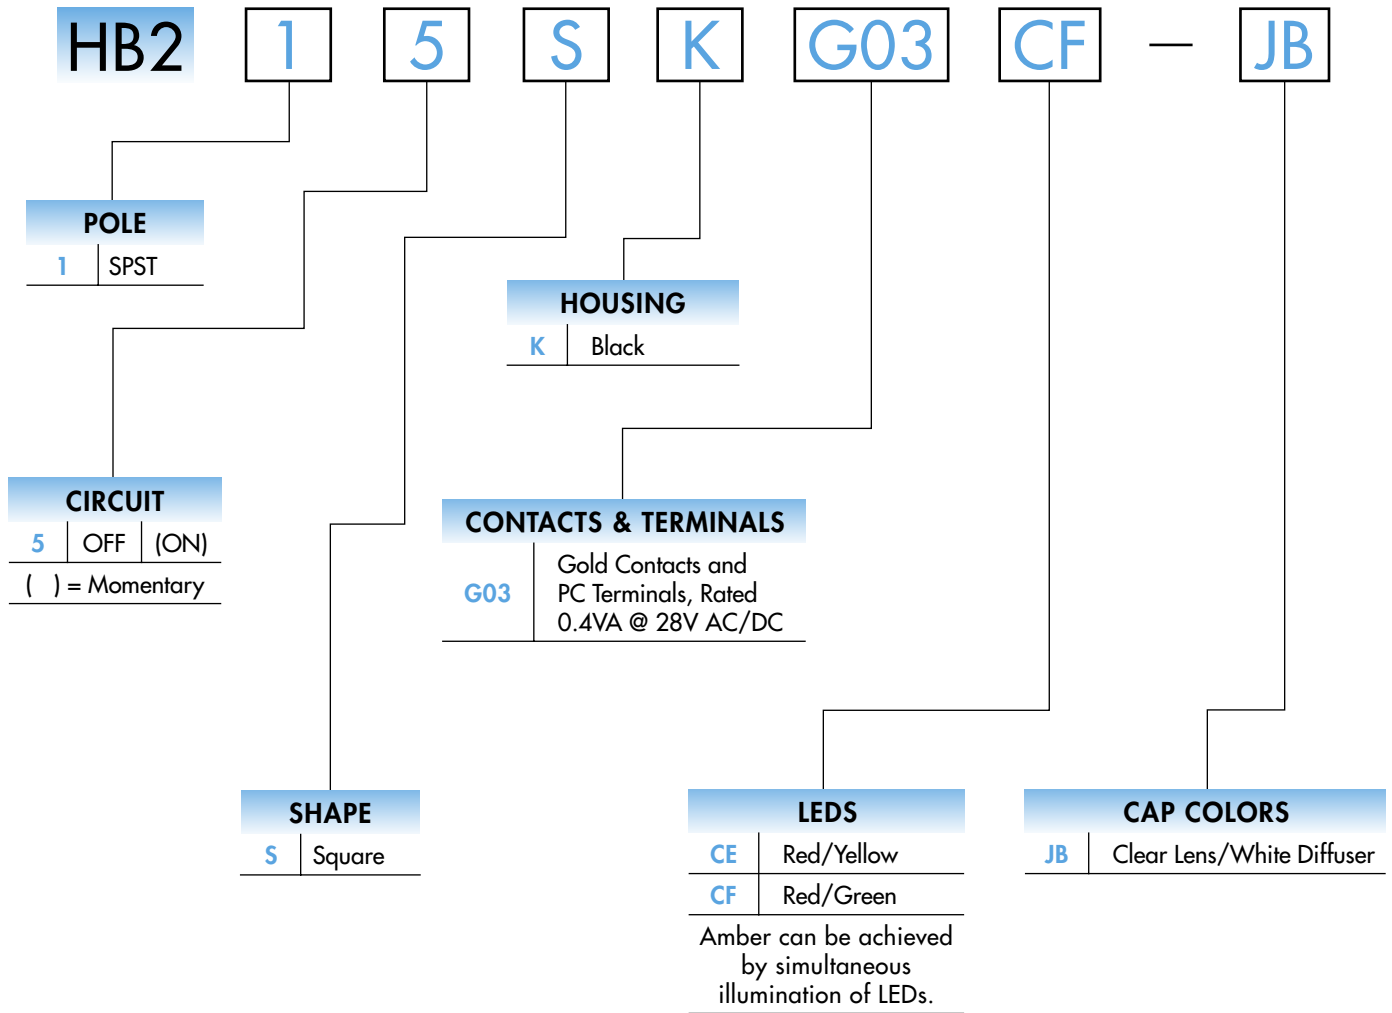 HB2 1 5 S K G03 CF — JB
POLE
1 SPST
HOUSING
K Black
CIRCUIT
5 OFF (ON)
( ) = Momentary
CONTACTS & TERMINALS
G03
Gold Contacts and
PC Terminals, Rated
0.4VA @ 28V AC/DC
SHAPE
S Square
LEDS
CE Red/Yellow
CF Red/Green
Amber can be achieved
by simultaneous
illumination of LEDs.
CAP COLORS
JB Clear Lens/White Diffuser